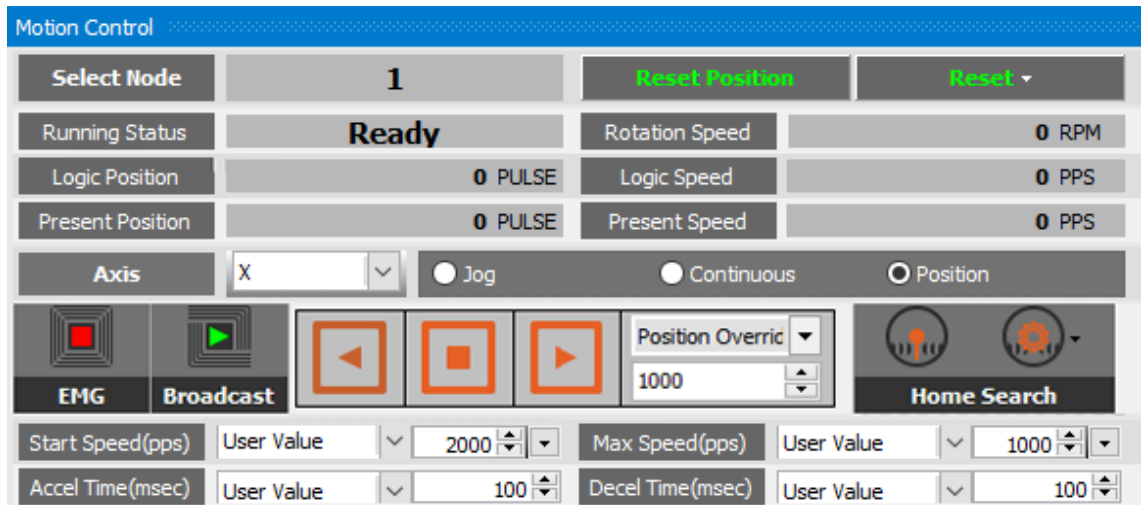 Motion Control
Select Node 1 Reset Position Reset
Running Status Ready Rotation Speed 0 RPM
Logic Position 0 PULSE Logic Speed 0 PPS
Present Position 0 PULSE Present Speed 0 PPS
Axis X Jog Continuous Position
Position Overrid
1000
EMG Broadcast Home Search
Start Speed(pps) User Value 2000 Max Speed(pps) User Value 1000
Accel Time(msec) User Value 100 Decel Time(msec) User Value 100